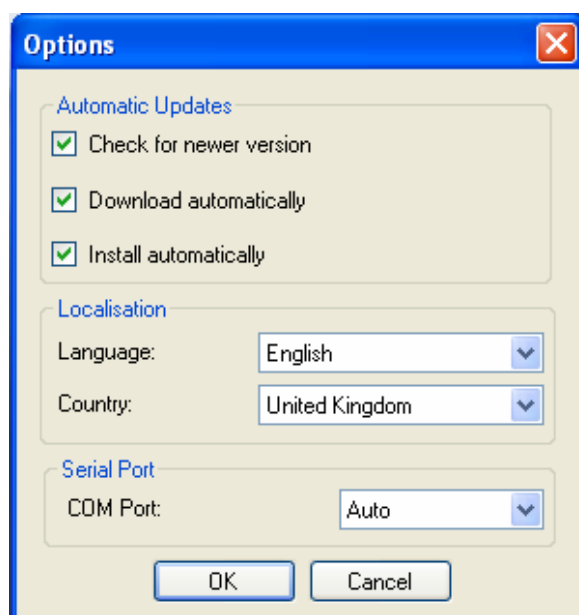 Options
Automatic Updates
Check for newer version
Download automatically
Install automatically
Localisation
Language: English
Country: United Kingdom
Serial Port
COM Port: Auto
OK Cancel